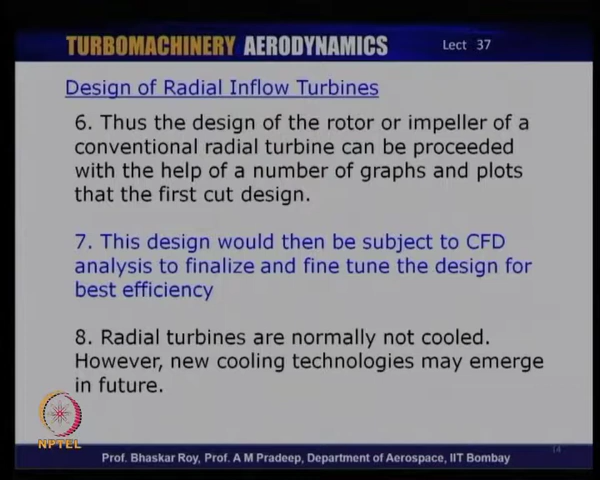 TURBOMACHINERY AERODYNAMICS Lect 37
Design of Radial Inflow Turbines
6. Thus the design of the rotor or impeller of a
conventional radial turbine can be proceeded
with the help of a number of graphs and plots
that the first cut design.
7. This design would then be subject to CFD
analysis to finalize and fine tune the design for
best efficiency
8. Radial turbines are normally not cooled.
However, new cooling technologies may emerge
in future.
NPTEL
Prof. Bhaskar Roy, Prof. A M Pradeep, Department of Aerospace, IIT Bombay
14